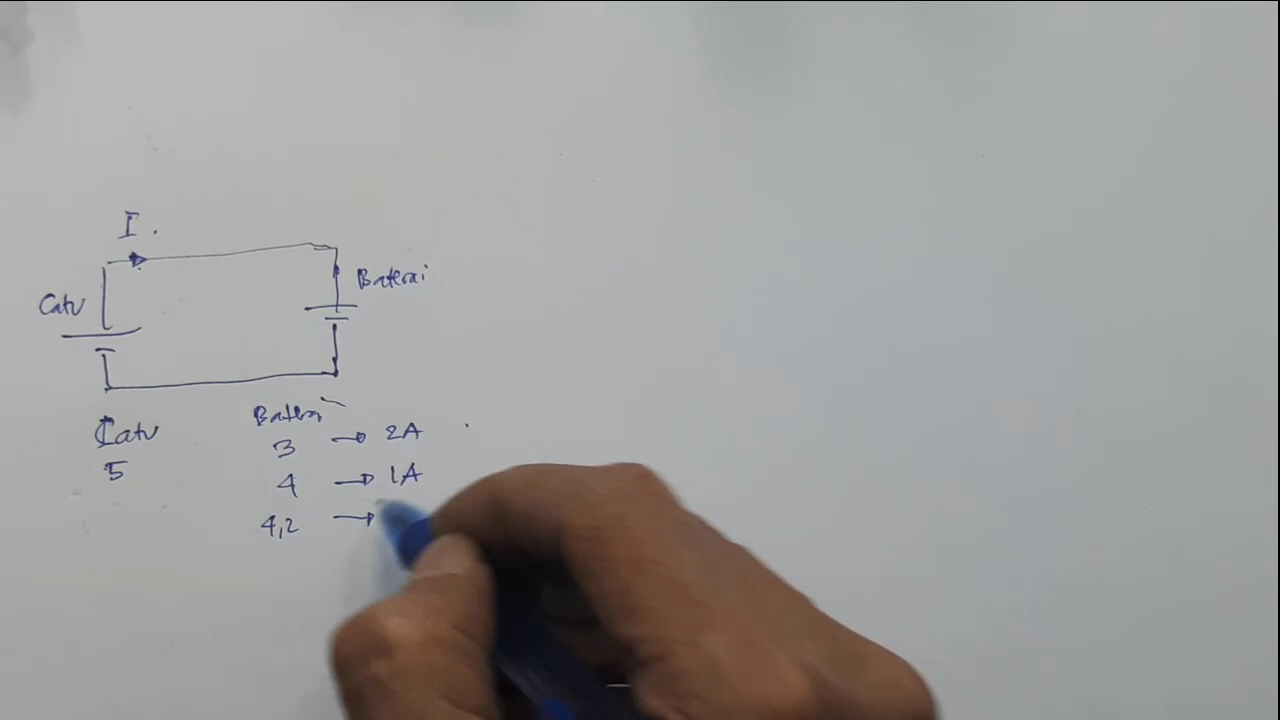 I.
Catu
Baterai
Catu
Baterai
5
3 → 2A
4 → 1A
4,2 →